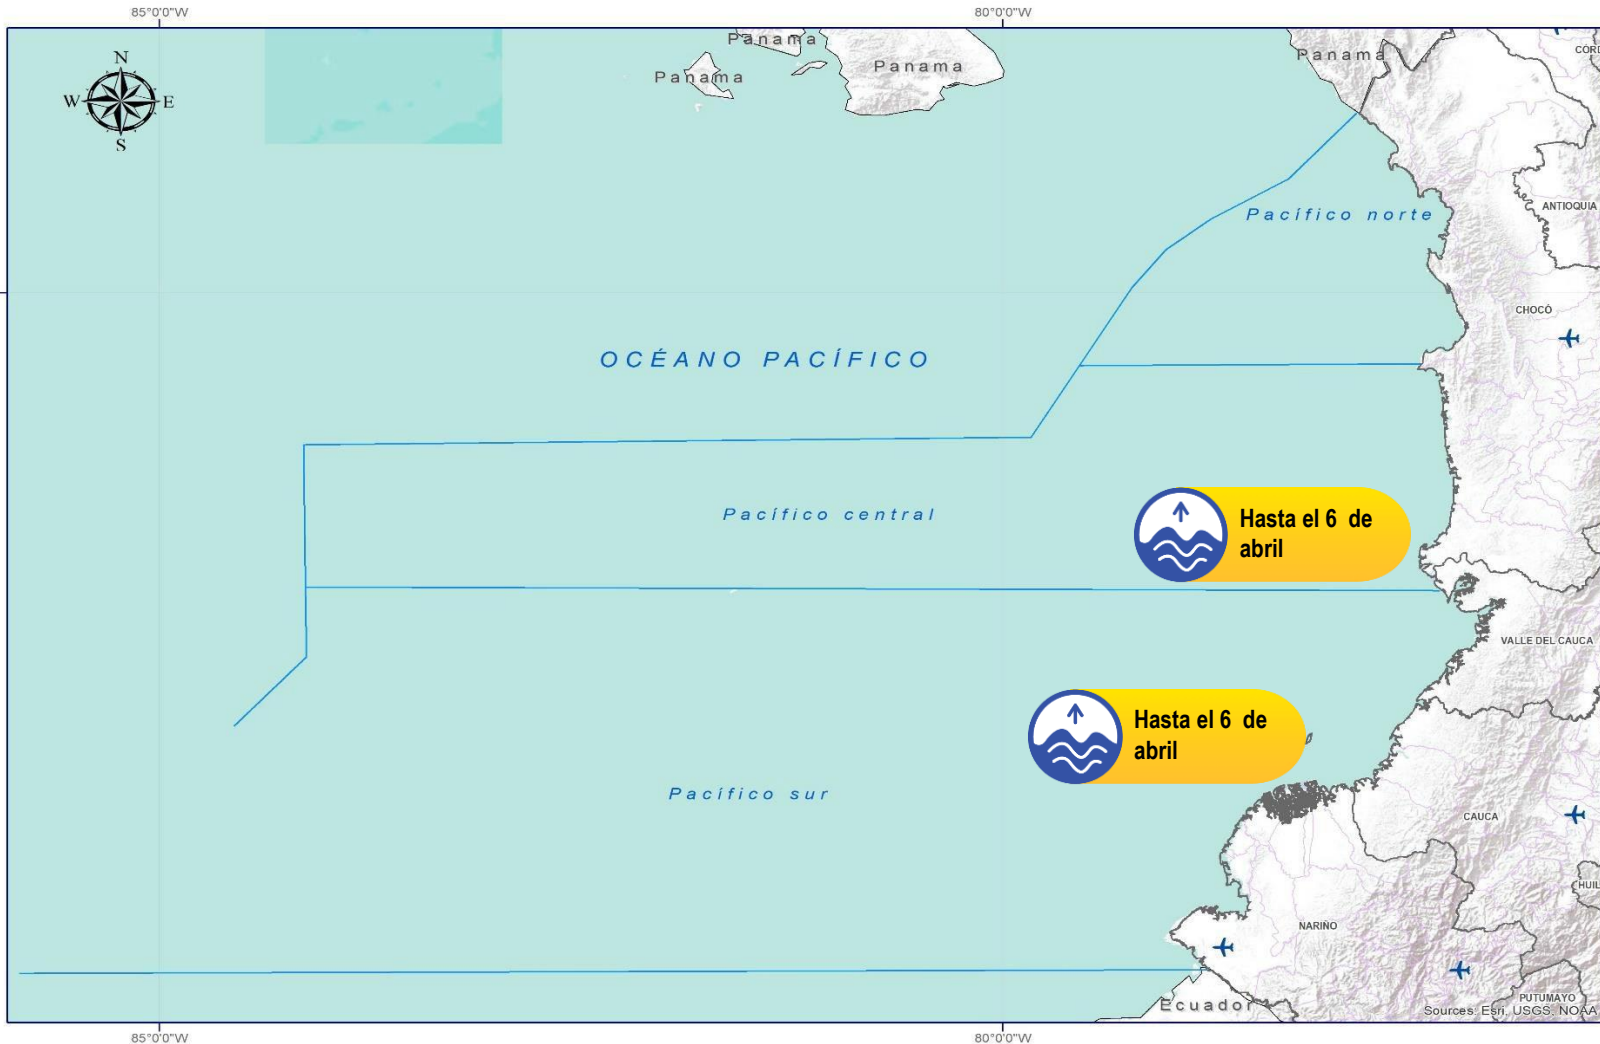 85°0'0"W
80°0'0"W
N
W
E
S
Panama
Panama
Panama
Panama
ANTIOQUIA
Pacífico norte
CHOCÓ
OCÉANO PACÍFICO
Pacífico central
Hasta el 6 de
abril
VALLE DEL CAUCA
Hasta el 6 de
abril
Pacífico sur
CAUCA
HUIL
NARIÑO
PUTUMAYO
Ecuador
Sources: Esri, USGS, NOAA
85°0'0"W
80°0'0"W